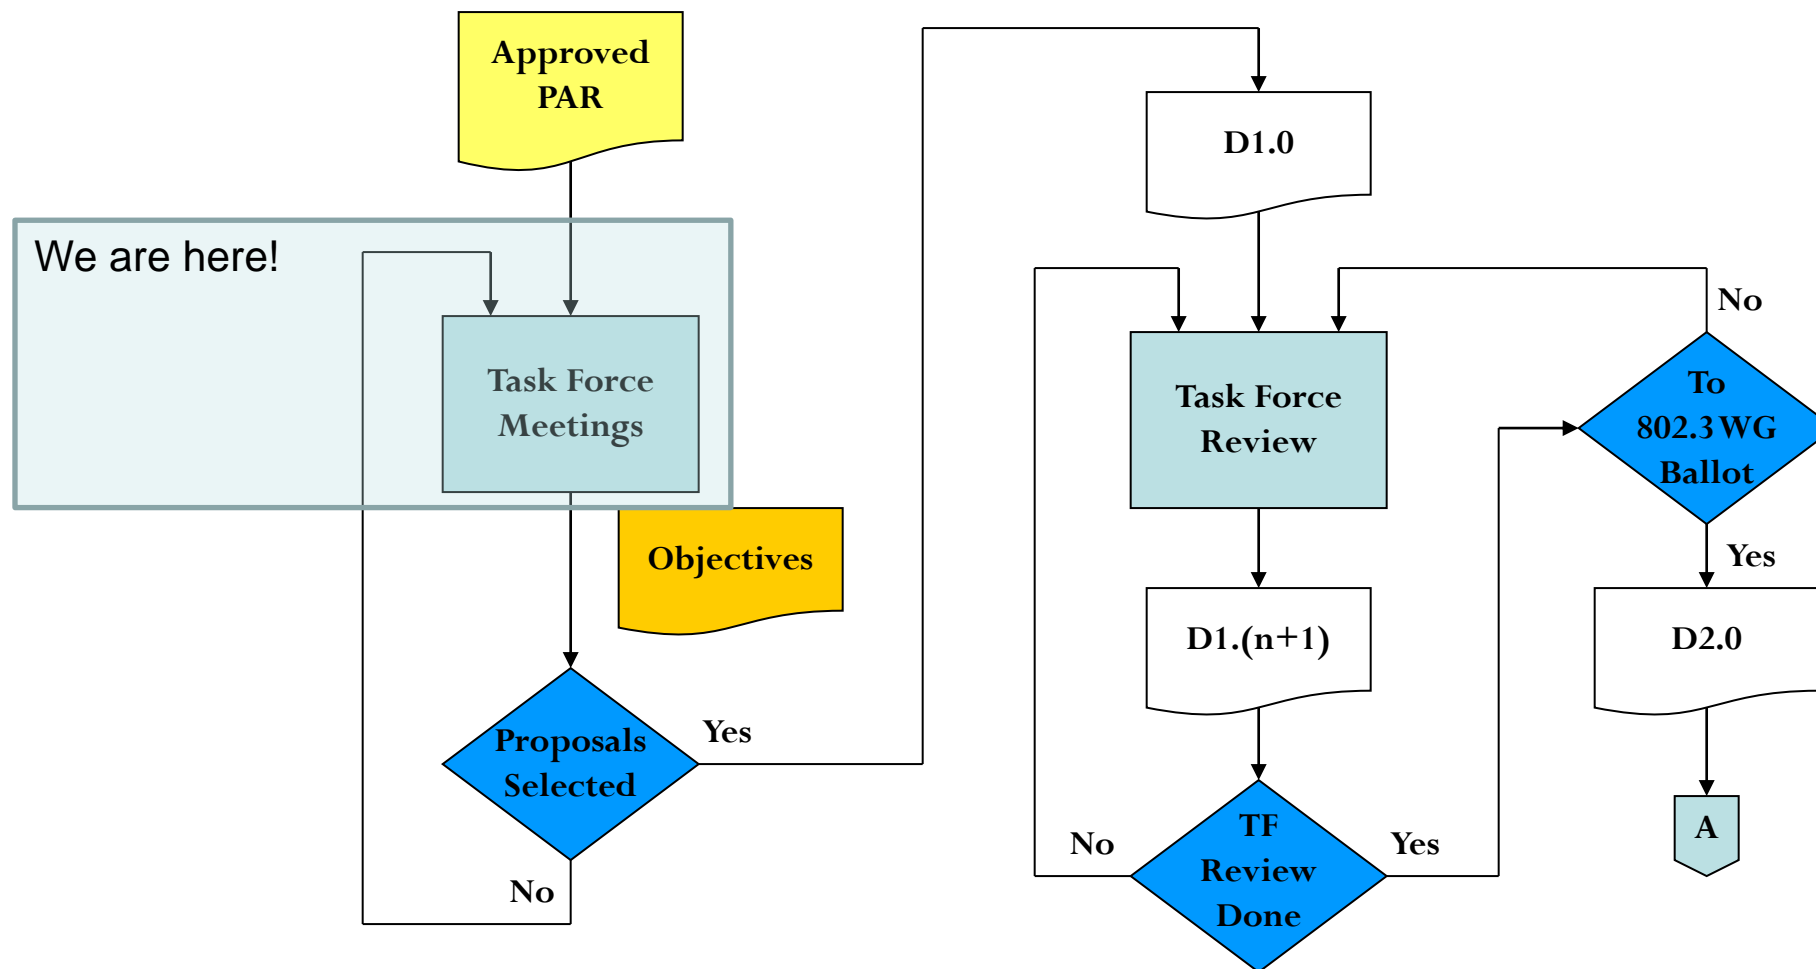 Approved
PAR
We are here!
Task Force
Meetings
Objectives
Proposals
Selected
Yes
No
D1.0
Task Force
Review
D1.(n+1)
TF
Review
Done
No
Yes
To
802.3 WG
Ballot
No
Yes
D2.0
A